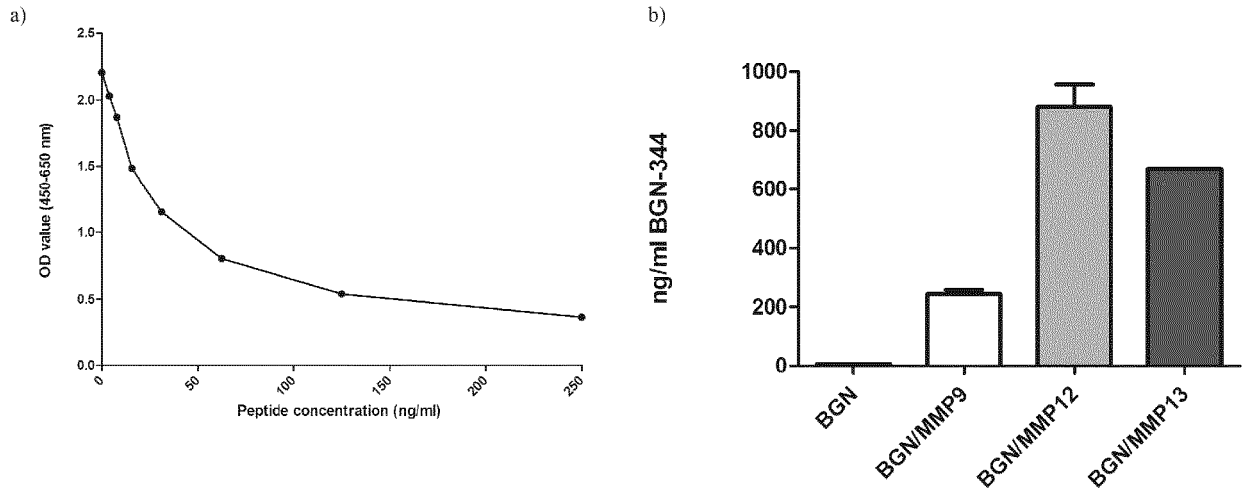 a)
2.5
2.0
1.5
1.0
0.5
0.0
OD value (450-650 nm)
0
50
100
150
200
250
Peptide concentration (ng/ml)
b)
1000
800
600
400
200
0
ng/ml BGN-344
BGN
BGN/MMP9
BGN/MMP12
BGN/MMP13